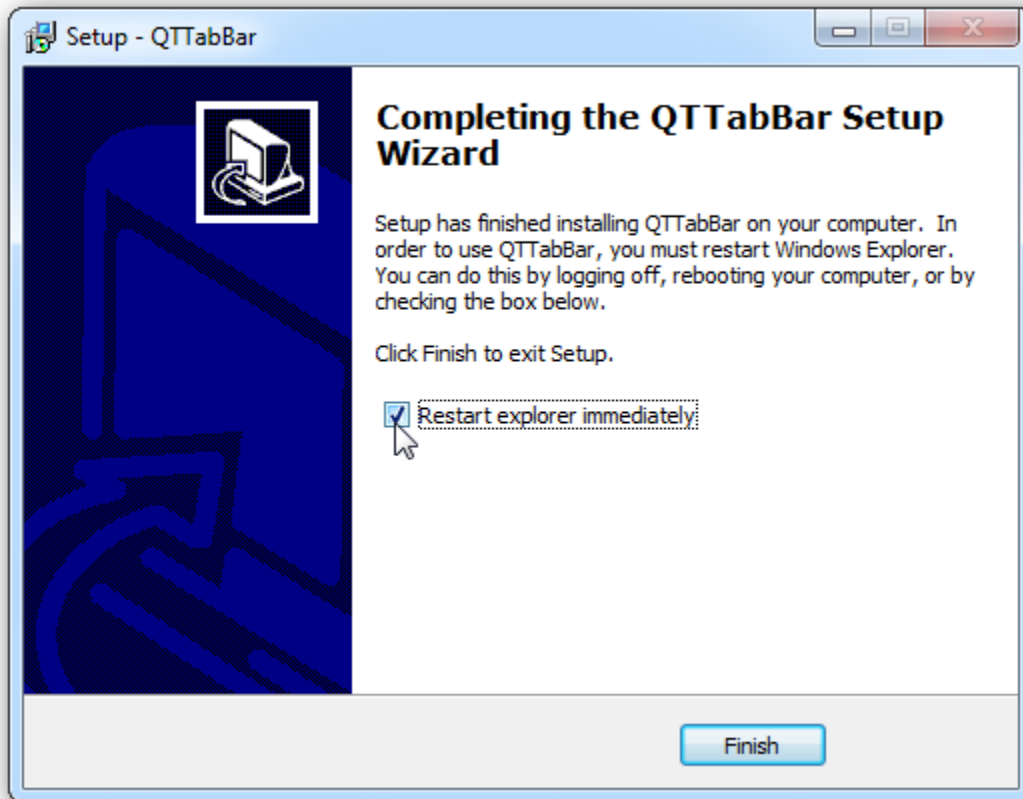 Setup - QTTabBar
Completing the QTTabBar Setup
Wizard
Setup has finished installing QTTabBar on your computer.  In
order to use QTTabBar, you must restart Windows Explorer.
You can do this by logging off, rebooting your computer, or by
checking the box below.
Click Finish to exit Setup.
Restart explorer immediately
Finish